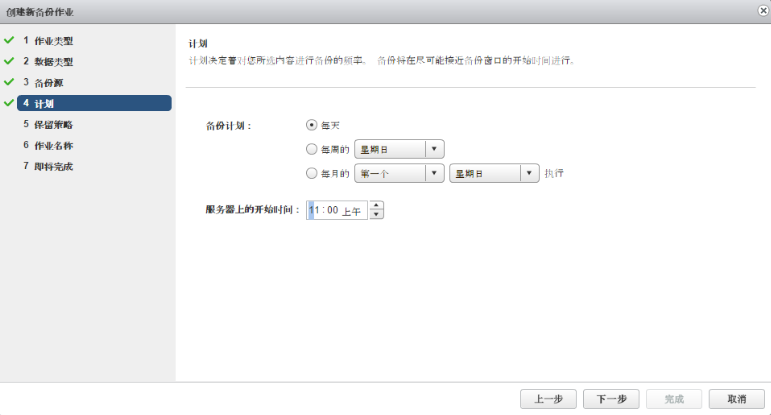 创建新备份作业
1 作业类型
2 数据类型
3 备份源
4 计划
5 保留策略
6 作业名称
7 即将完成
计划
计划决定着对您所选内容进行备份的频率。 备份将在尽可能接近备份窗口的开始时间进行。
备份计划： 每天
每周的 星期日
每月的 第一个 星期日 执行
服务器上的开始时间： 11:00 上午
上一步 下一步 完成 取消